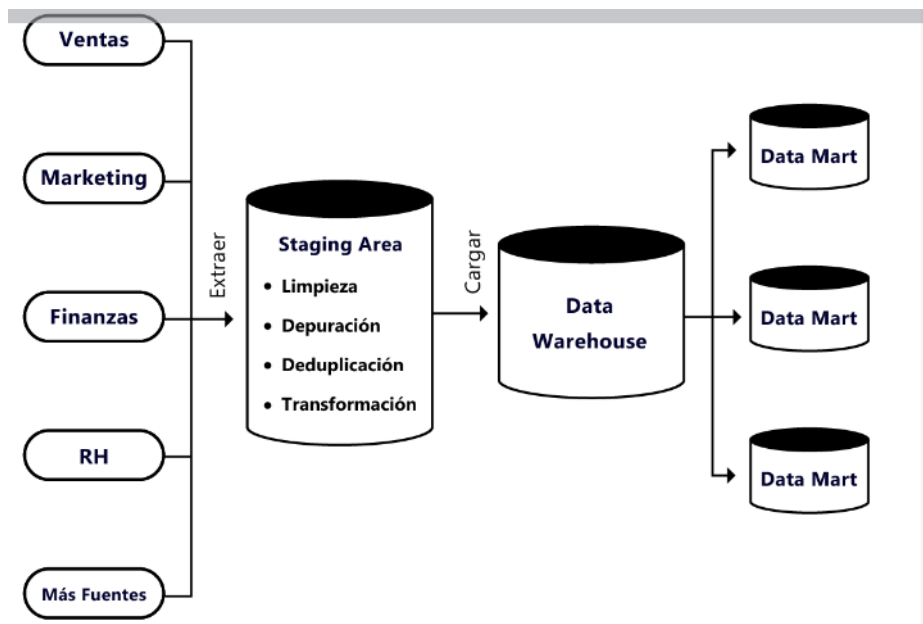 Ventas
Marketing
Finanzas
RH
Más Fuentes
Extraer
Staging Area
• Limpieza
• Depuración
• Deduplicación
• Transformación
Cargar
Data
Warehouse
Data Mart
Data Mart
Data Mart